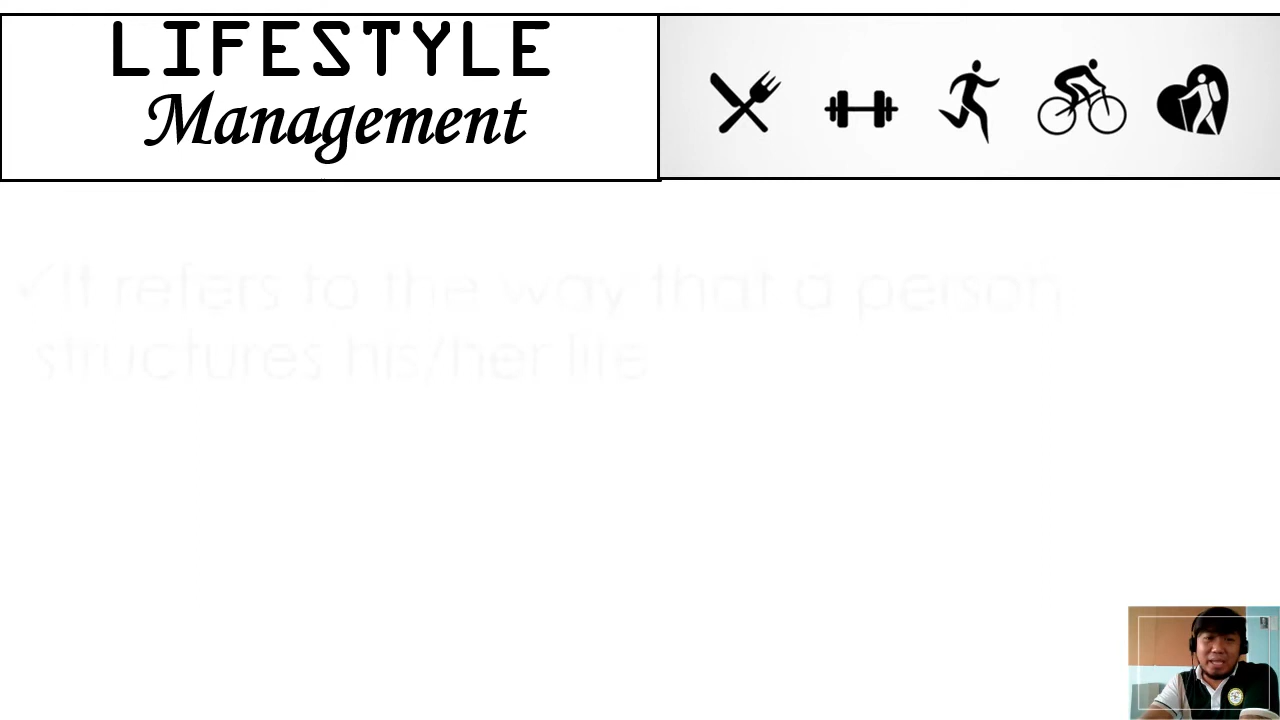 LIFESTYLE
Management
✓It refers to the way that a person
structures his/her life